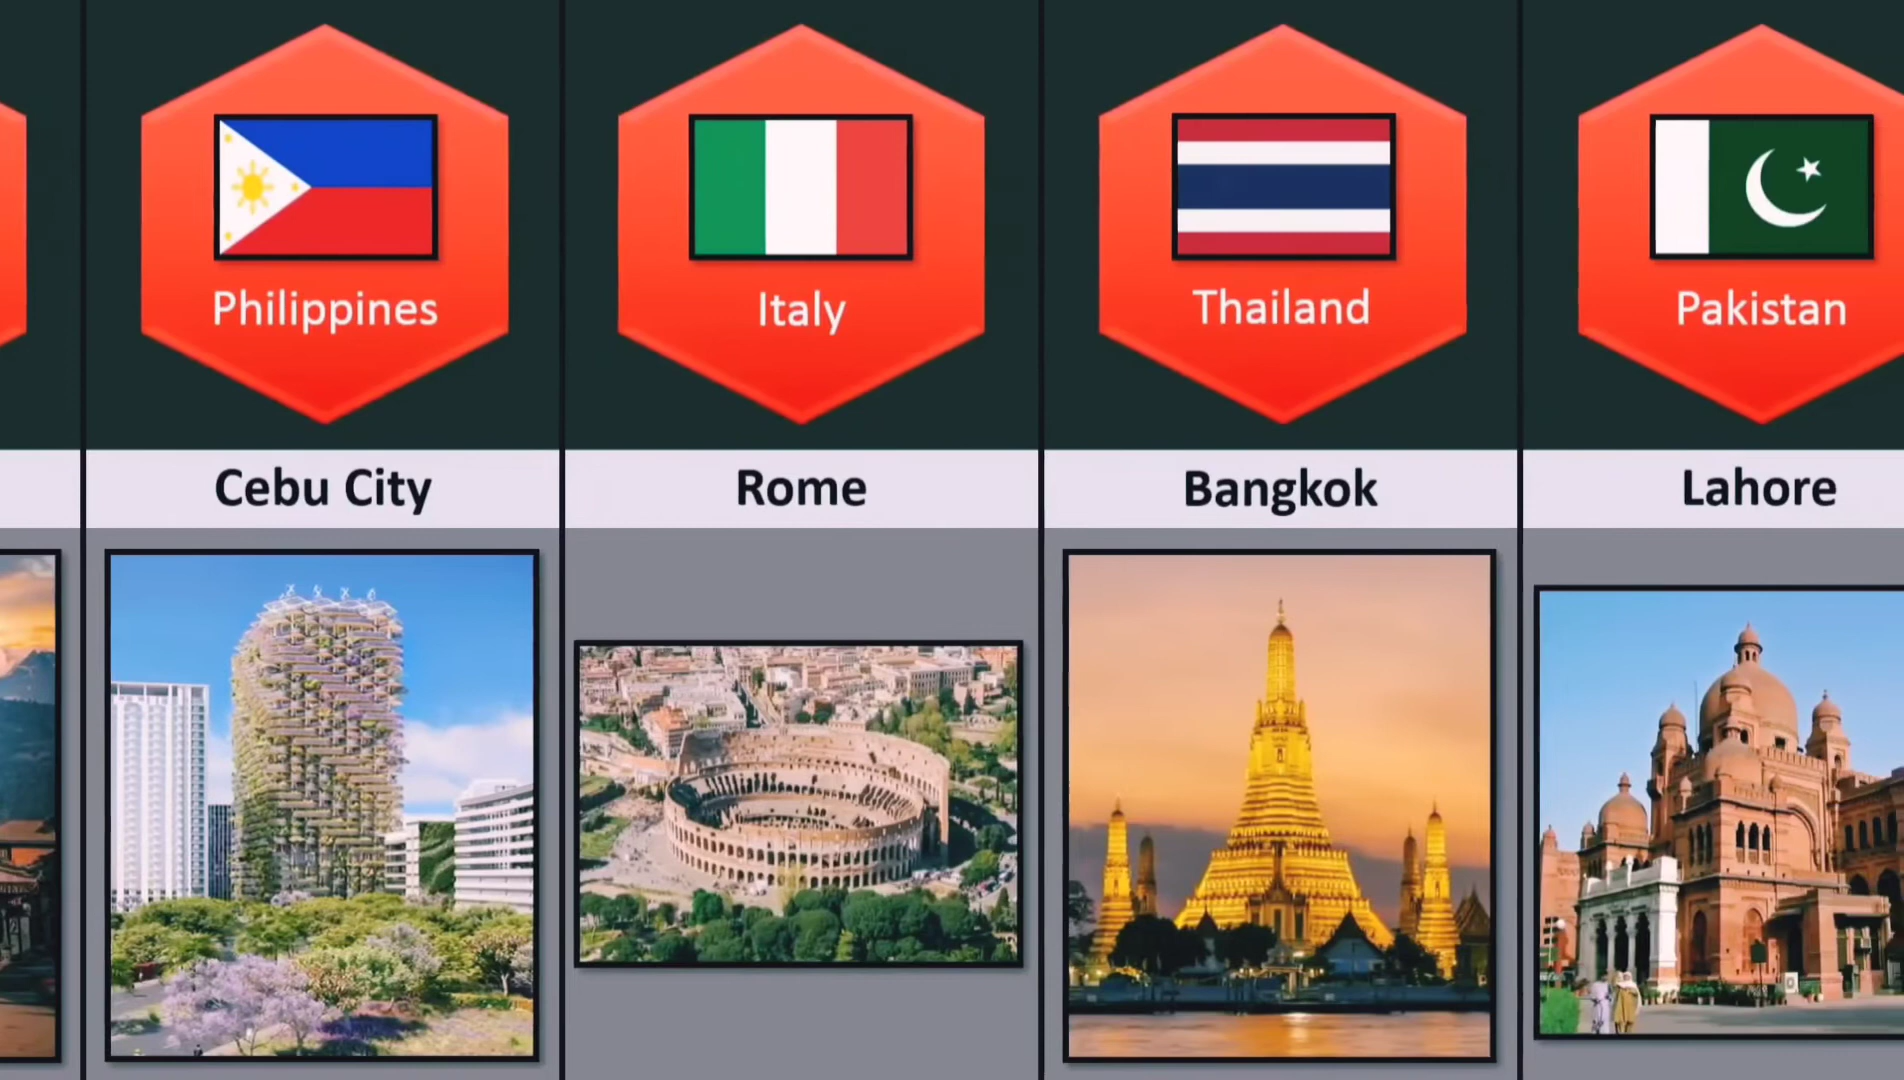 Philippines
Italy
Thailand
Pakistan
Cebu City
Rome
Bangkok
Lahore